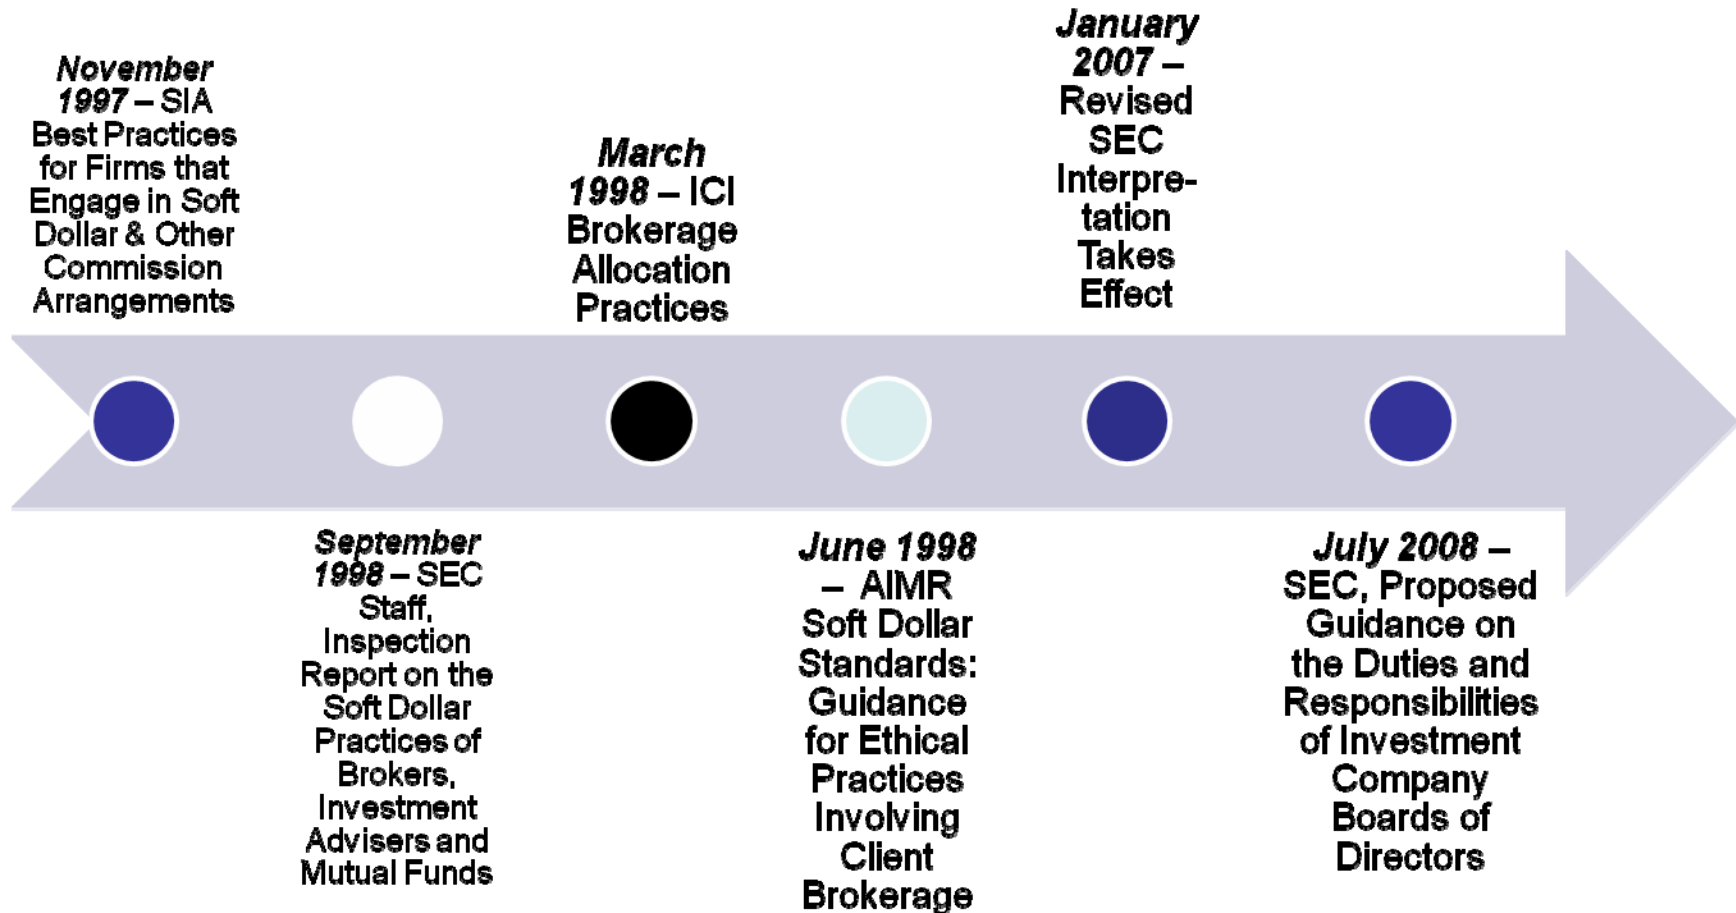 November
1997 – SIA
Best Practices
for Firms that
Engage in Soft
Dollar & Other
Commission
Arrangements
September
1998 – SEC
Staff,
Inspection
Report on the
Soft Dollar
Practices of
Brokers,
Investment
Advisers and
Mutual Funds
March
1998 – ICI
Brokerage
Allocation
Practices
June 1998
– AIMR
Soft Dollar
Standards:
Guidance
for Ethical
Practices
Involving
Client
Brokerage
January
2007 –
Revised
SEC
Interpre-
tation
Takes
Effect
July 2008 –
SEC, Proposed
Guidance on
the Duties and
Responsibilities
of Investment
Company
Boards of
Directors